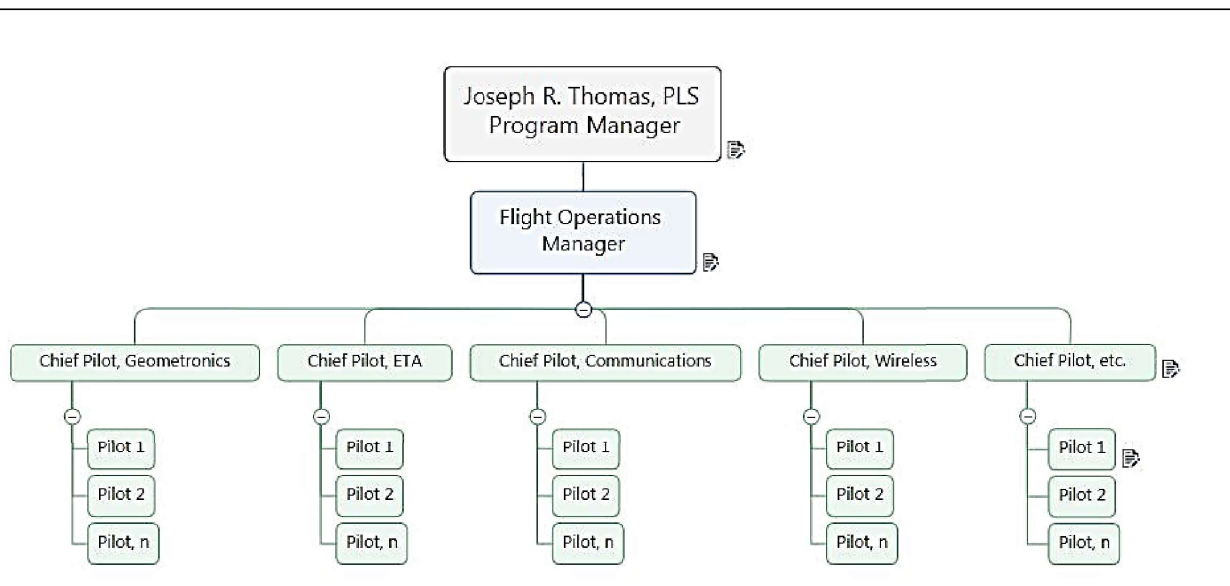 Joseph R. Thomas, PLS
Program Manager
Flight Operations
Manager
Chief Pilot, Geometronics
Chief Pilot, ETA
Chief Pilot, Communications
Chief Pilot, Wireless
Chief Pilot, etc.
Pilot 1
Pilot 1
Pilot 1
Pilot 1
Pilot 1
Pilot 2
Pilot 2
Pilot 2
Pilot 2
Pilot 2
Pilot, n
Pilot, n
Pilot, n
Pilot, n
Pilot, n